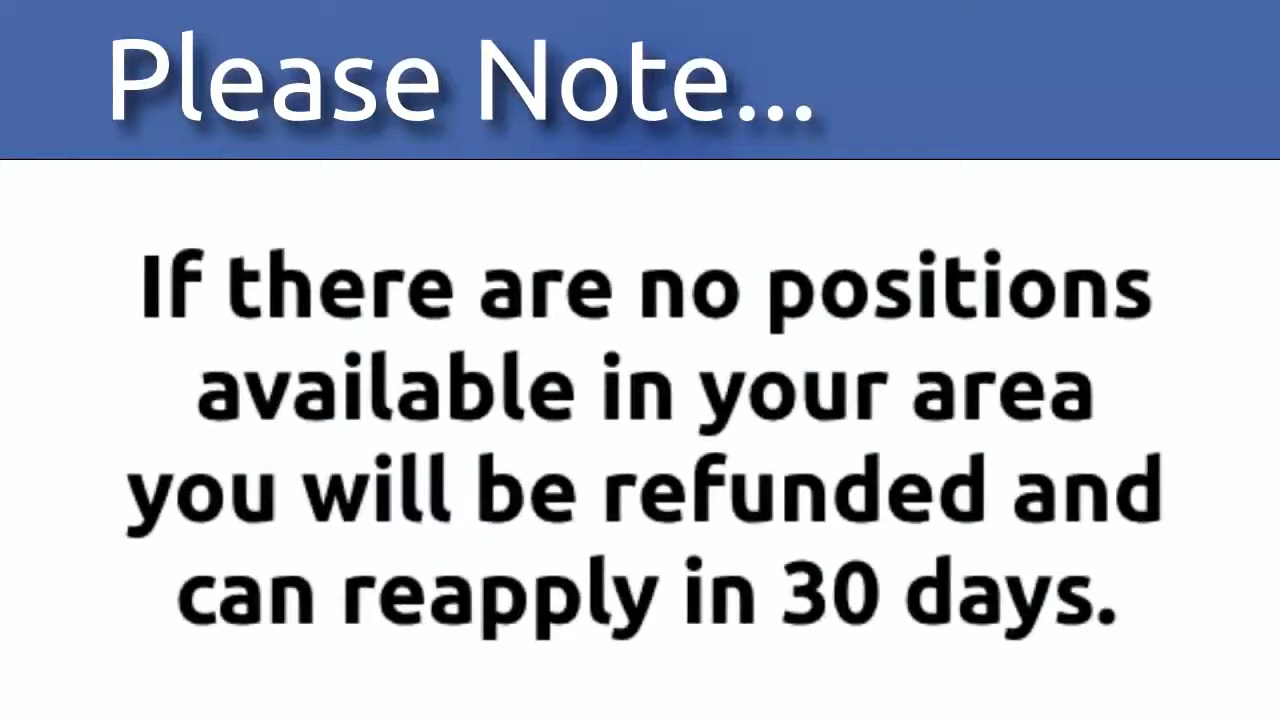 Please Note...
If there are no positions
available in your area
you will be refunded and
can reapply in 30 days.